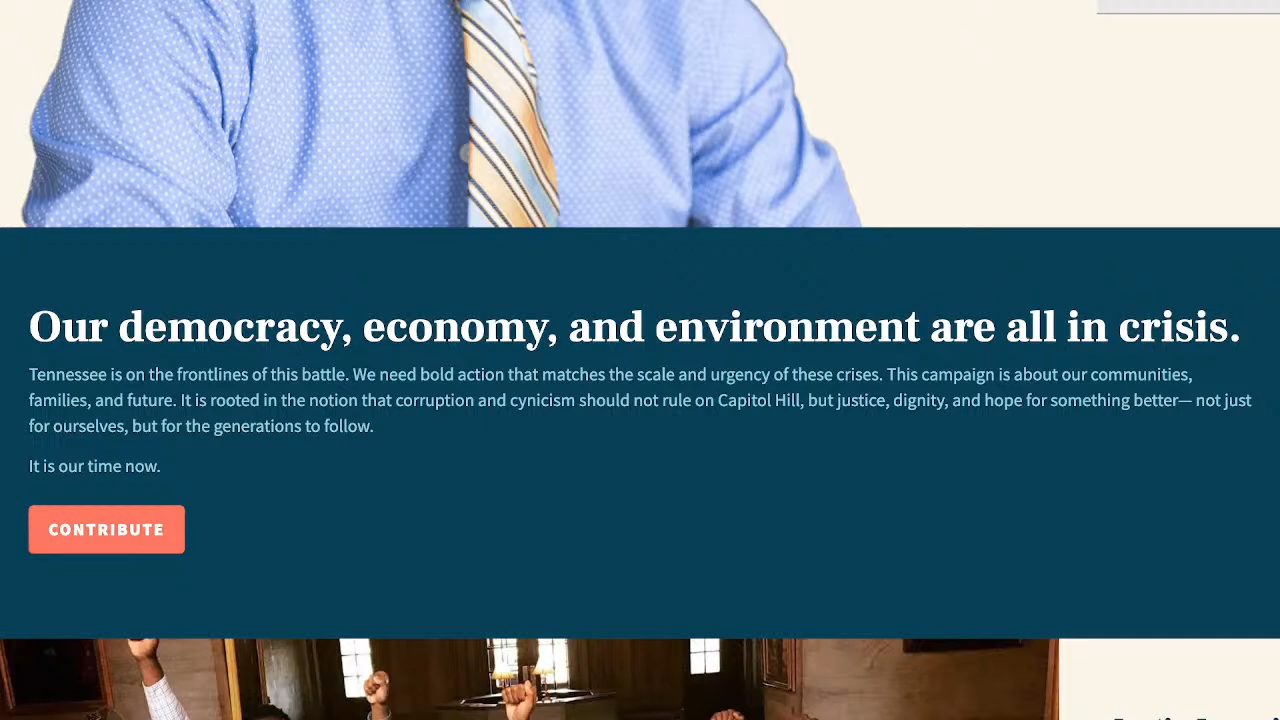 Our democracy, economy, and environment are all in crisis.
Tennessee is on the frontlines of this battle. We need bold action that matches the scale and urgency of these crises. This campaign is about our communities,
families, and future. It is rooted in the notion that corruption and cynicism should not rule on Capitol Hill, but justice, dignity, and hope for something better— not just
for ourselves, but for the generations to follow.
It is our time now.
CONTRIBUTE